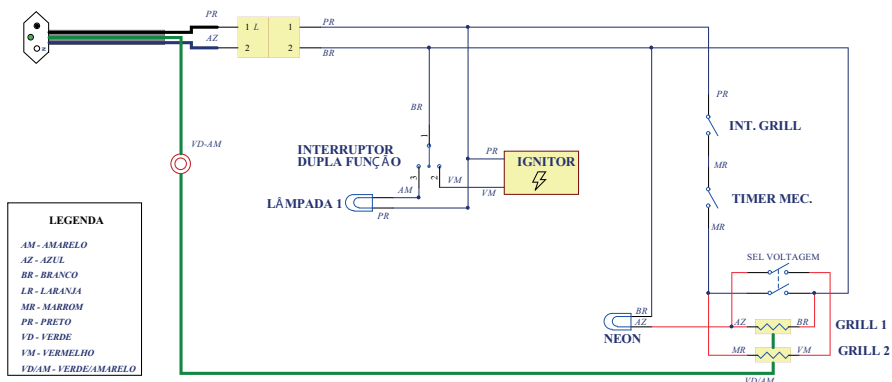 PR
AZ
1 L 1
2 2
PR
BR
N
VD-AM
BR
1
INTERRUPTOR
DUPLA FUNÇÃO
3
2
AM
VM
LÂMPADA 1
PR
PR
VM
IGNITOR
PR
INT. GRILL
MR
TIMER MEC.
MR
SEL VOLTAGEM
BR
AZ
NEON
AZ
BR
GRILL 1
MR
VM
GRILL 2
VD/AM
LEGENDA
AM - AMARELO
AZ - AZUL
BR - BRANCO
LR - LARANJA
MR - MARROM
PR - PRETO
VD - VERDE
VM - VERMELHO
VD/AM - VERDE/AMARELO